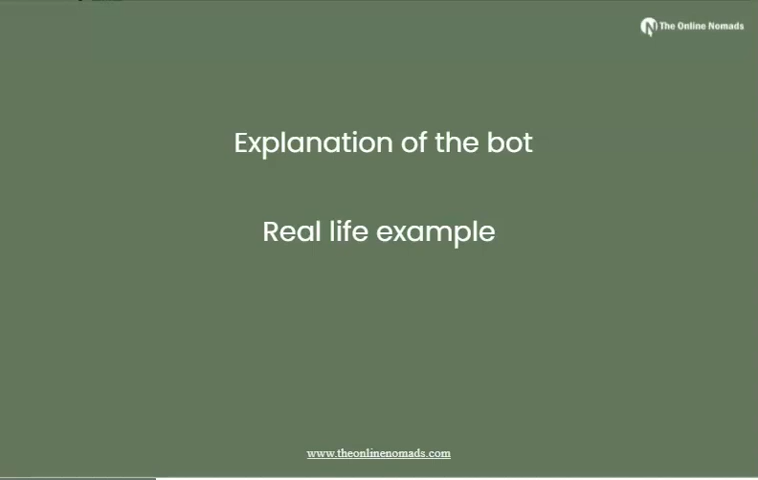 The Online Nomads
Explanation of the bot
Real life example
www.theonlinenomads.com